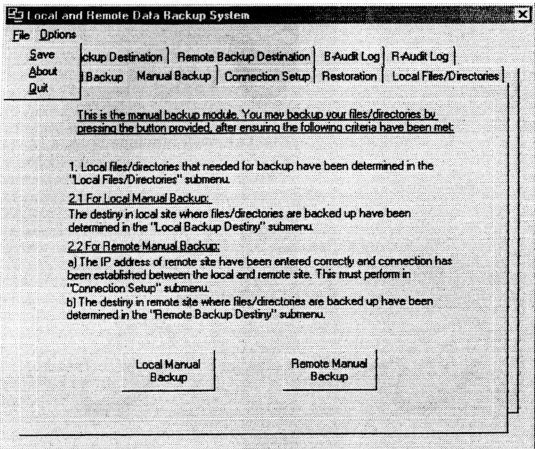 Local and Remote Data Backup System
File Options
Save
About
Quit
ckup Destination Remote Backup Destination B-Audit Log R-Audit Log
l Backup Manual Backup Connection Setup Restoration Local Files/Directories
This is the manual backup module. You may backup your files/directories by
pressing the button provided, after ensuring the following criteria have been met:
1. Local files/directories that needed for backup have been determined in the
"Local Files/Directories" submenu.
2.1 For Local Manual Backup:
The destiny in local site where files/directories are backed up have been
determined in the "Local Backup Destiny" submenu.
2.2 For Remote Manual Backup:
a) The IP address of remote site have been entered correctly and connection has
been established between the local and remote site. This must perform in
"Connection Setup" submenu.
b) The destiny in remote site where files/directories are backed up have been
determined in the "Remote Backup Destiny" submenu.
Local Manual
Backup
Remote Manual
Backup